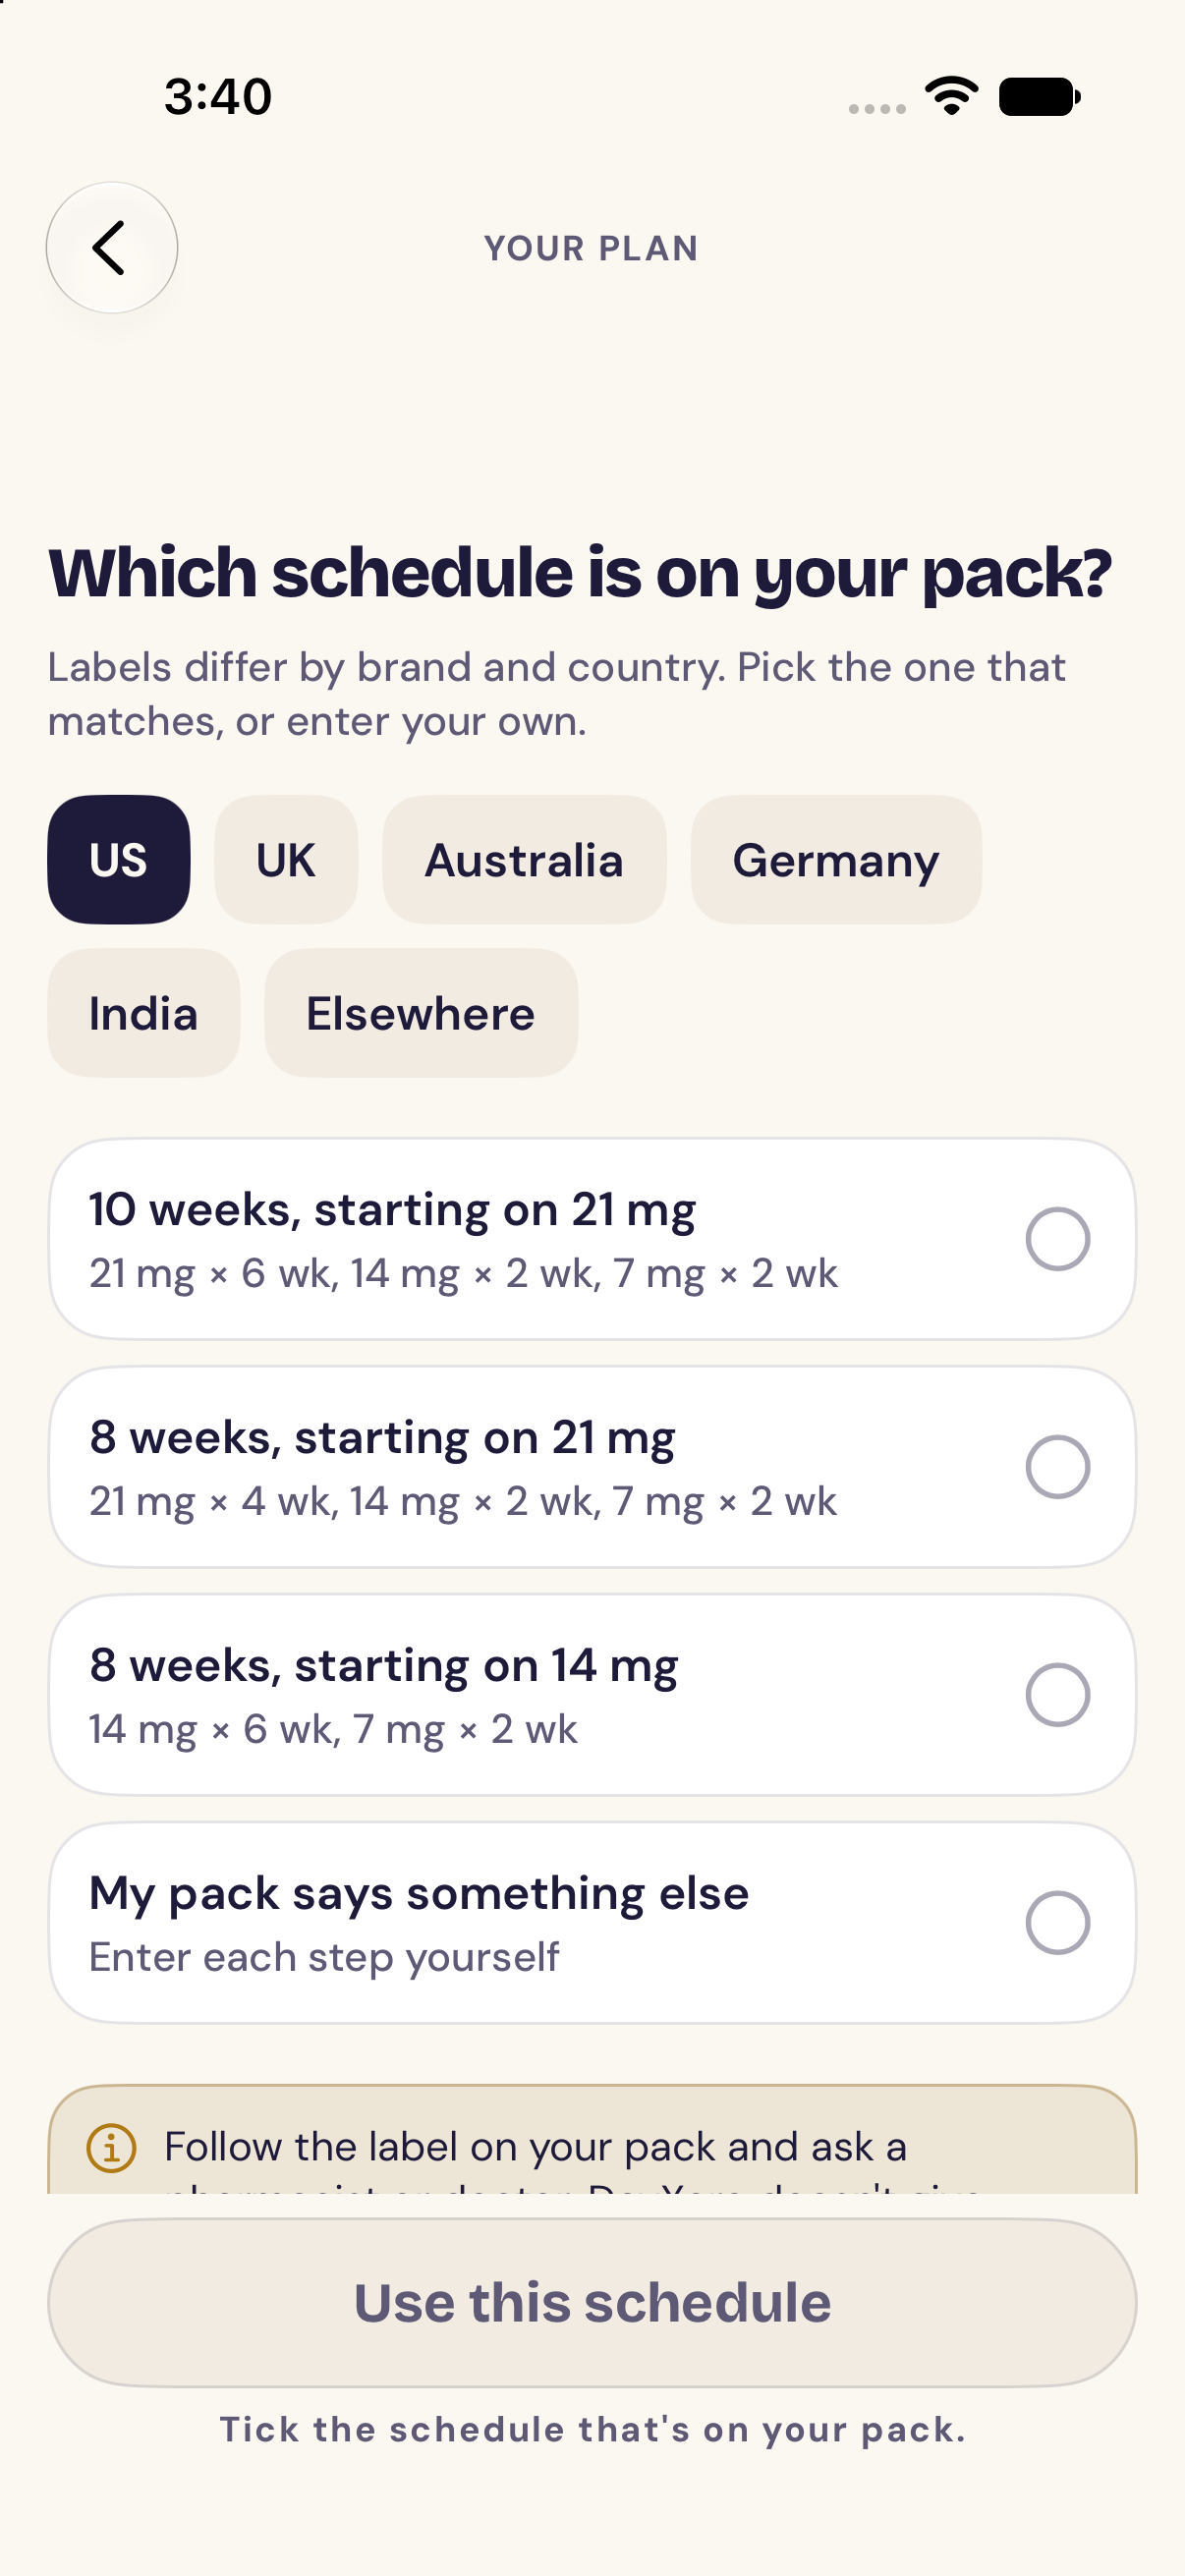 3:40
YOUR PLAN
Which schedule is on your pack?
Labels differ by brand and country. Pick the one that
matches, or enter your own.
US
UK
Australia
Germany
India
Elsewhere
10 weeks, starting on 21 mg
21 mg × 6 wk, 14 mg × 2 wk, 7 mg × 2 wk
8 weeks, starting on 21 mg
21 mg × 4 wk, 14 mg × 2 wk, 7 mg × 2 wk
8 weeks, starting on 14 mg
14 mg × 6 wk, 7 mg × 2 wk
My pack says something else
Enter each step yourself
Follow the label on your pack and ask a
Use this schedule
Tick the schedule that's on your pack.